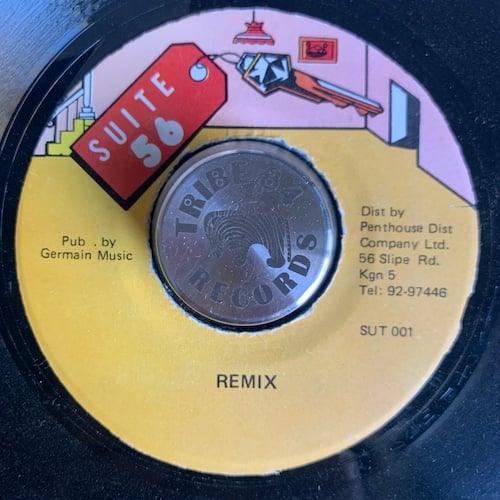 SUITE
56
TRIBE 84
RECORDS
Pub . by
Germain Music
Dist by
Penthouse Dist
Company Ltd.
56 Slipe Rd.
Kgn 5
Tel: 92-97446
SUT 001
REMIX